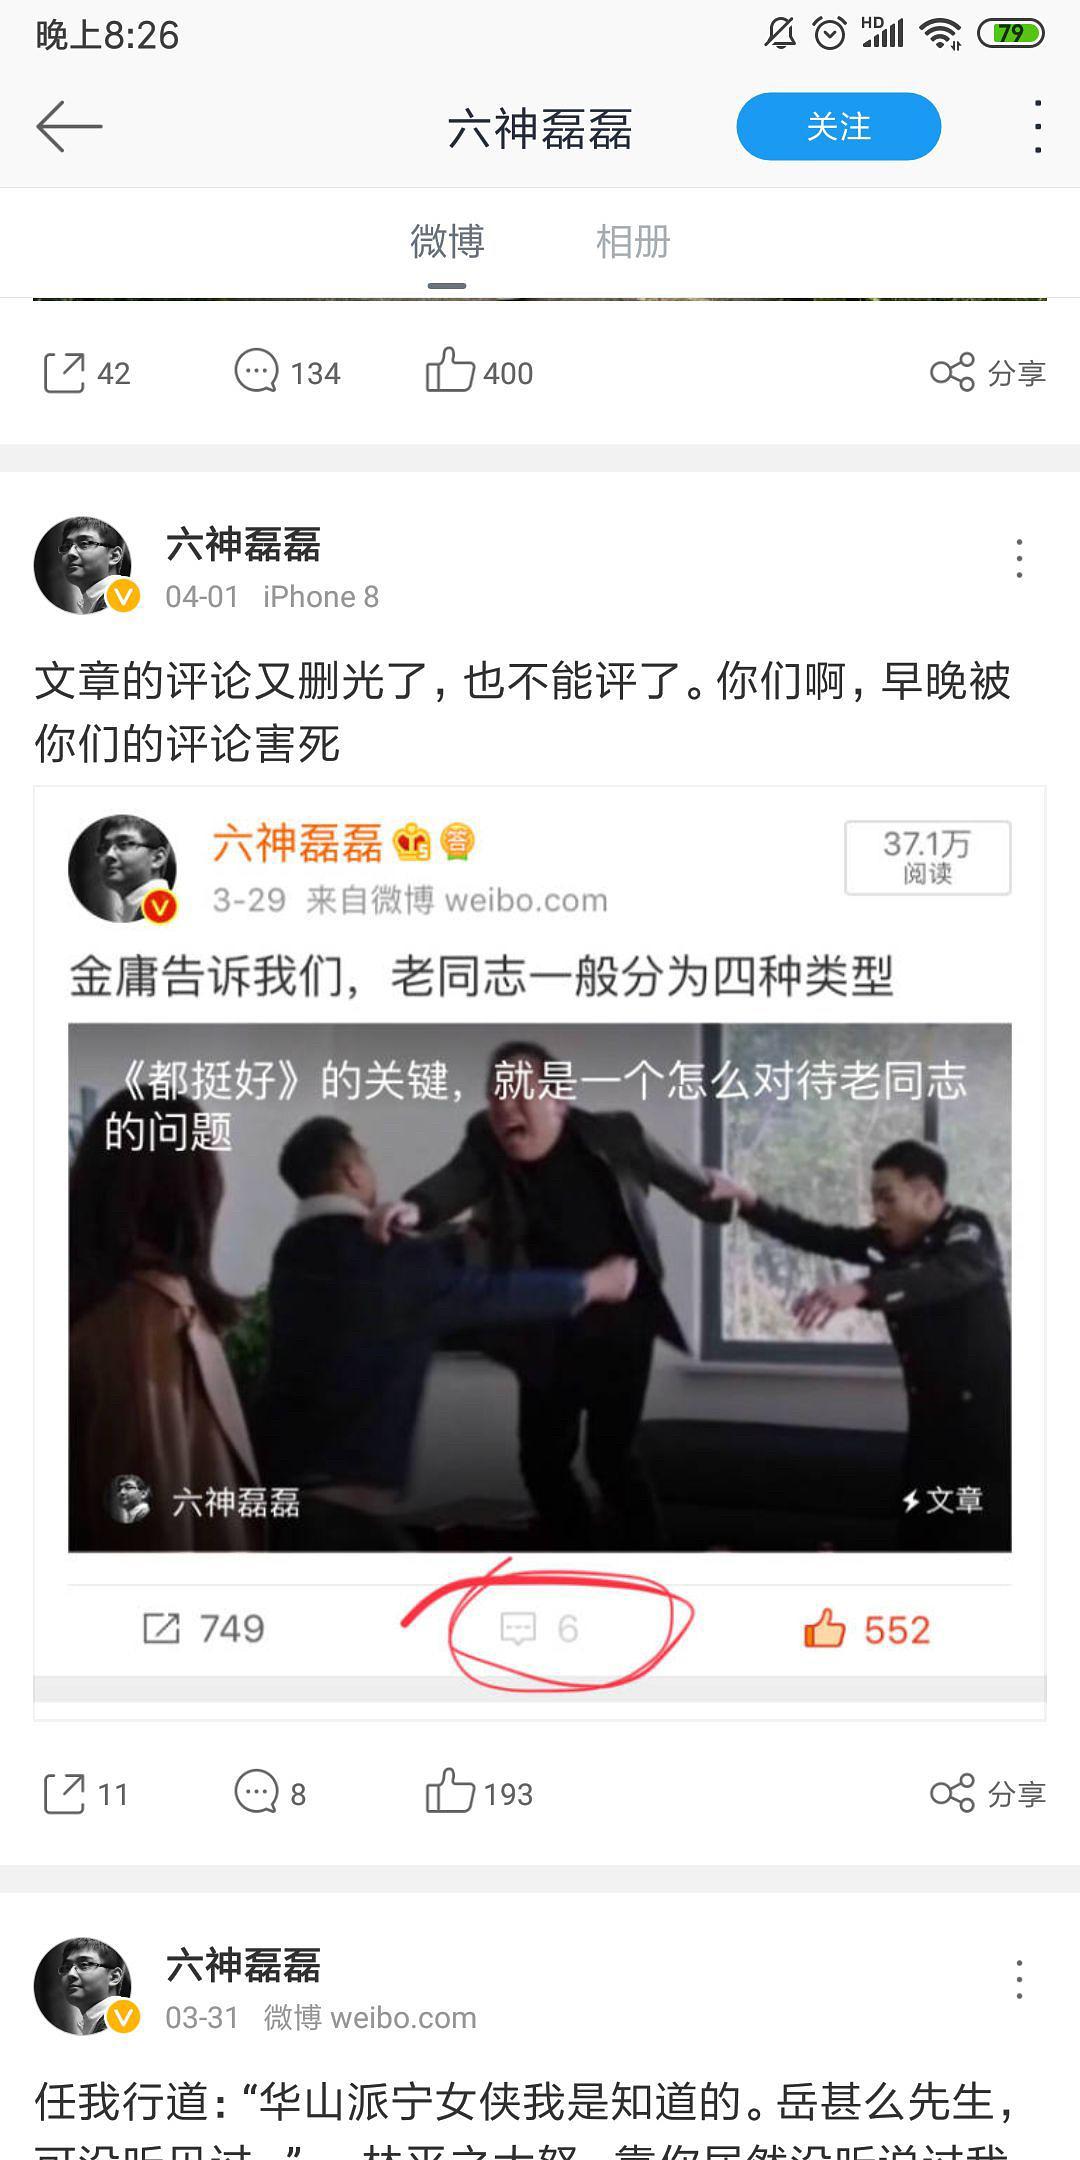 晚上8:26
HD
79
六神磊磊
关注
微博
相册
42
134
400
分享
六神磊磊
04-01 iPhone 8
文章的评论又删光了，也不能评了。你们啊，早晚被
你们的评论害死
六神磊磊
答
37.1万
阅读
3-29 来自微博 weibo.com
金庸告诉我们，老同志一般分为四种类型
《都挺好》的关键，就是一个怎么对待老同志
的问题
六神磊磊
文章
749
6
552
11
8
193
分享
六神磊磊
03-31 微博 weibo.com
任我行道：“华山派宁女侠我是知道的。岳甚么先生，